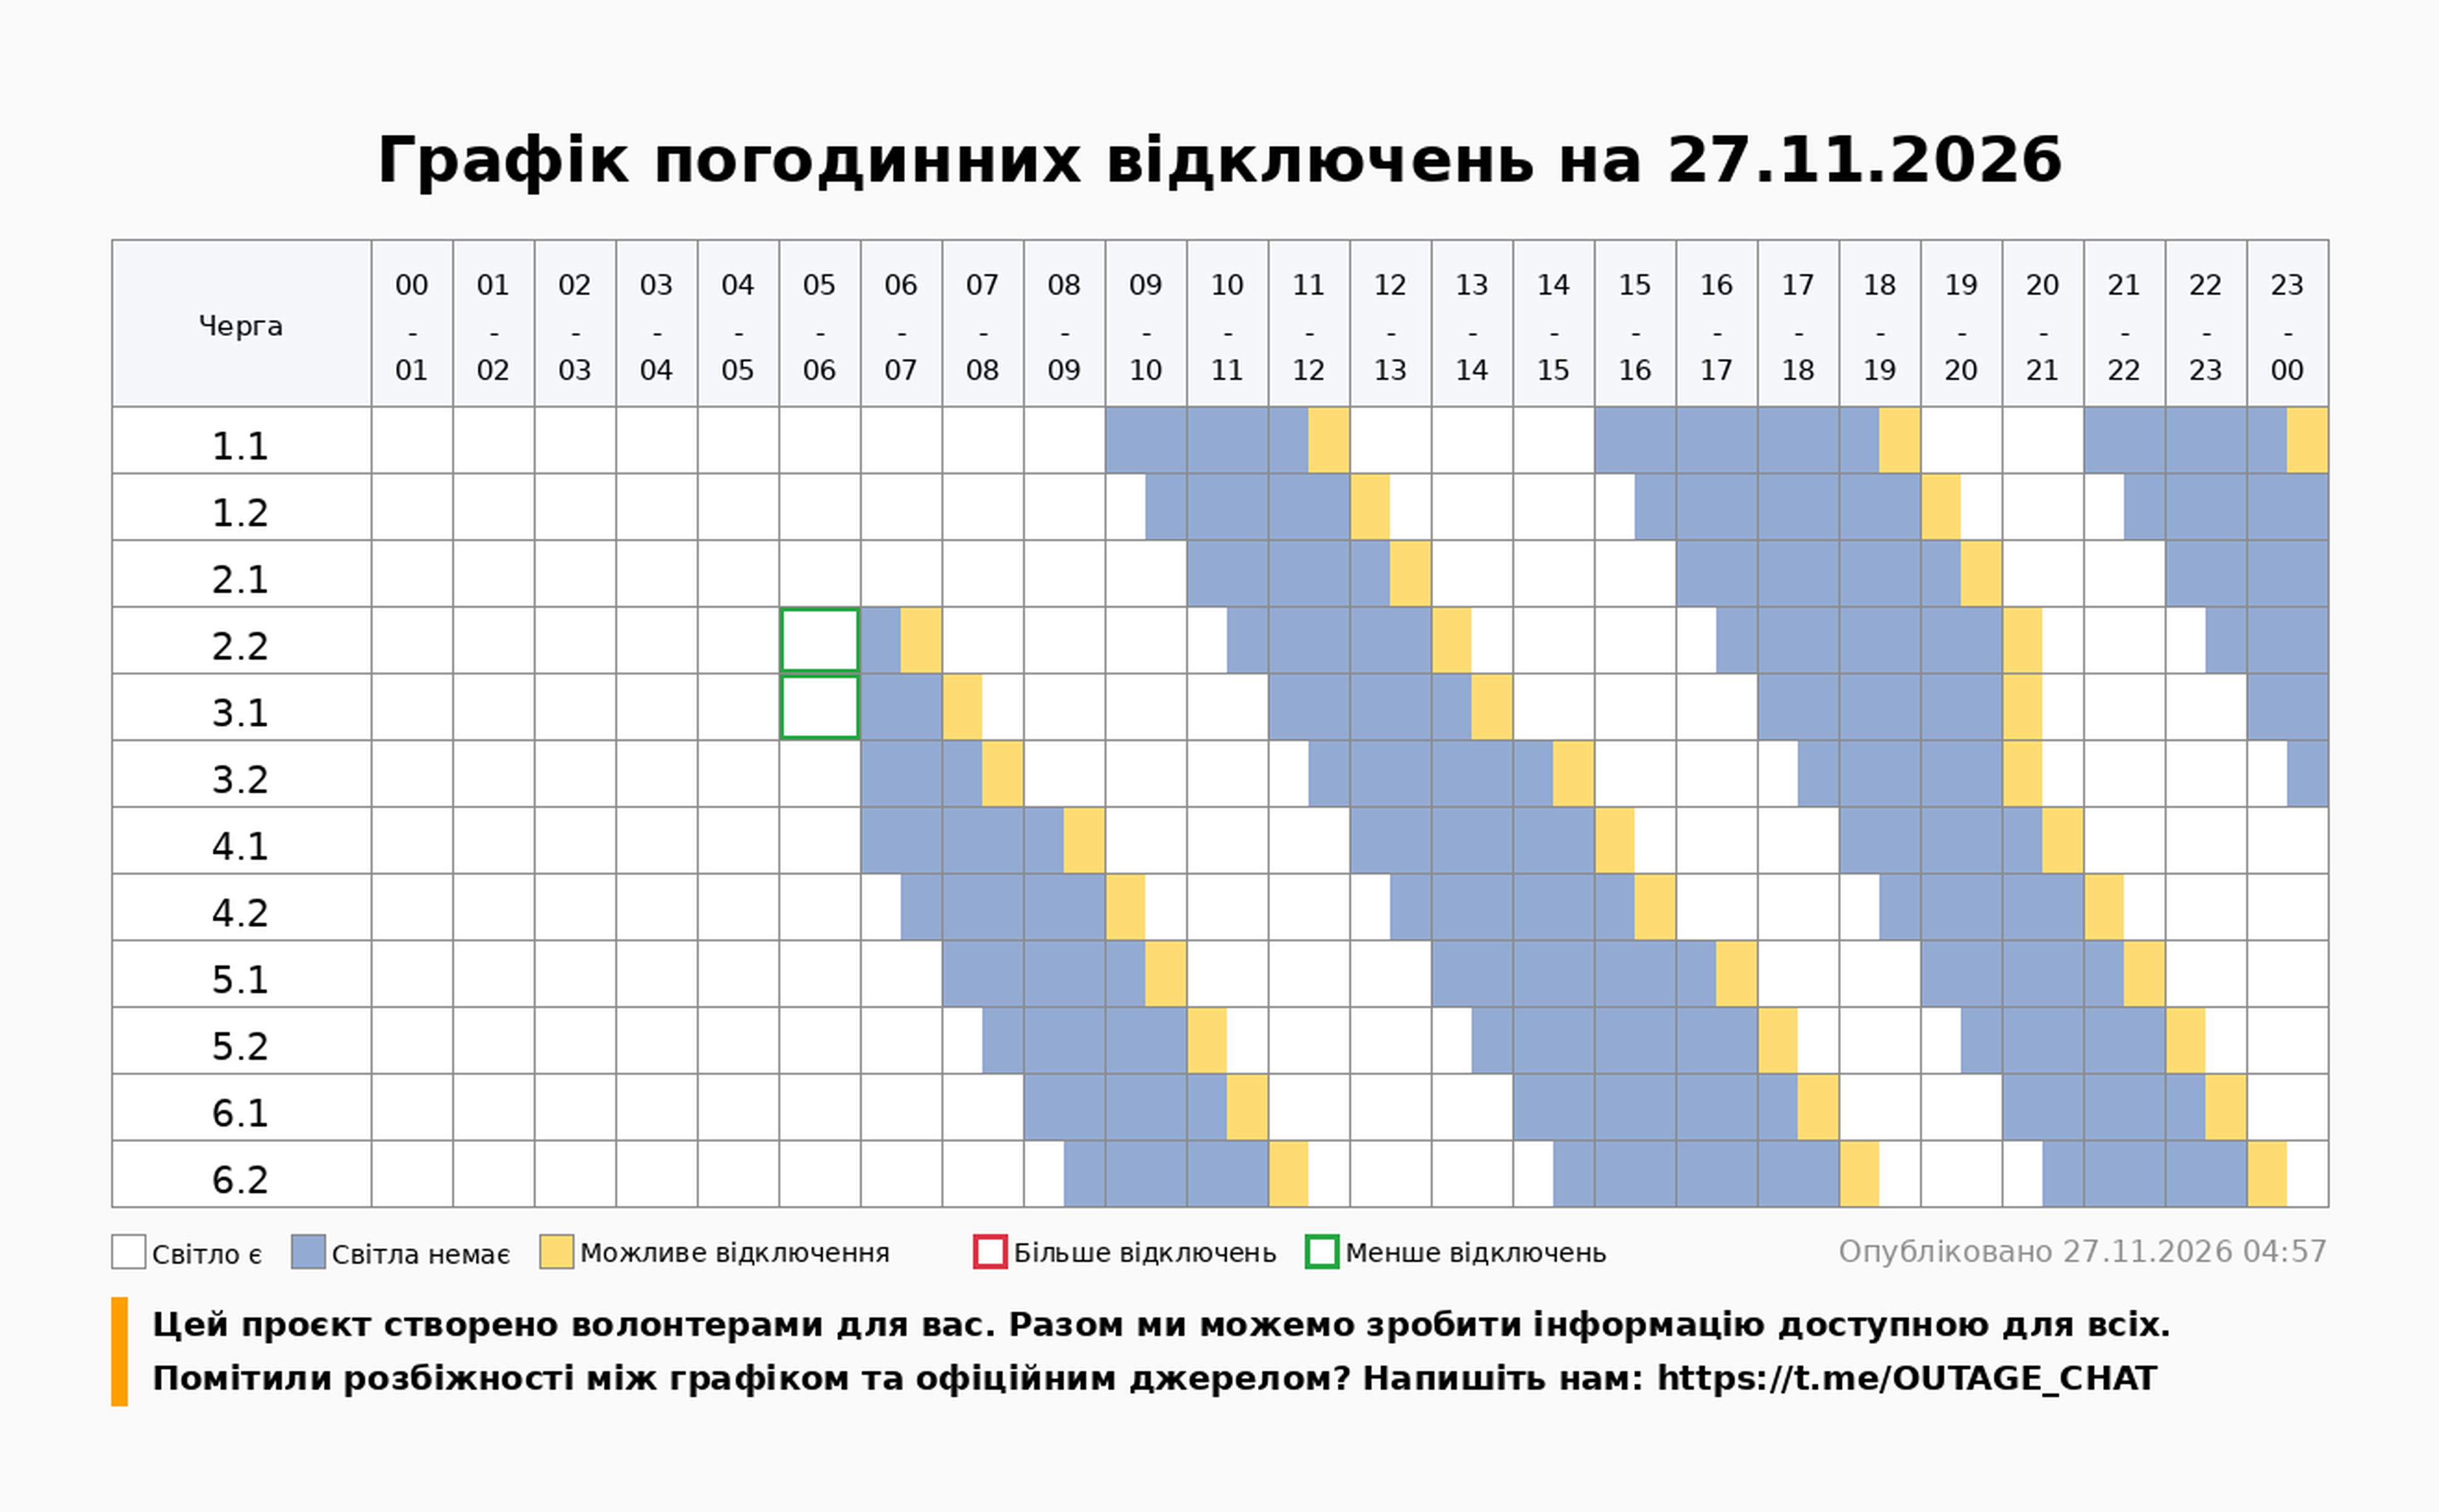 Графік погодинних відключень на 27.11.2026
Черга 00 - 01 01 - 02 02 - 03 03 - 04 04 - 05 05 - 06 06 - 07 07 - 08 08 - 09 09 - 10 10 - 11 11 - 12 12 - 13 13 - 14 14 - 15 15 - 16 16 - 17 17 - 18 18 - 19 19 - 20 20 - 21 21 - 22 22 - 23 23 - 00
1.1
1.2
2.1
2.2
3.1
3.2
4.1
4.2
5.1
5.2
6.1
6.2
Світло є Світла немає Можливе відключення Більше відключень Менше відключень Опубліковано 27.11.2026 04:57
Цей проєкт створено волонтерами для вас. Разом ми можемо зробити інформацію доступною для всіх.
Помітили розбіжності між графіком та офіційним джерелом? Напишіть нам: https://t.me/OUTAGE_CHAT